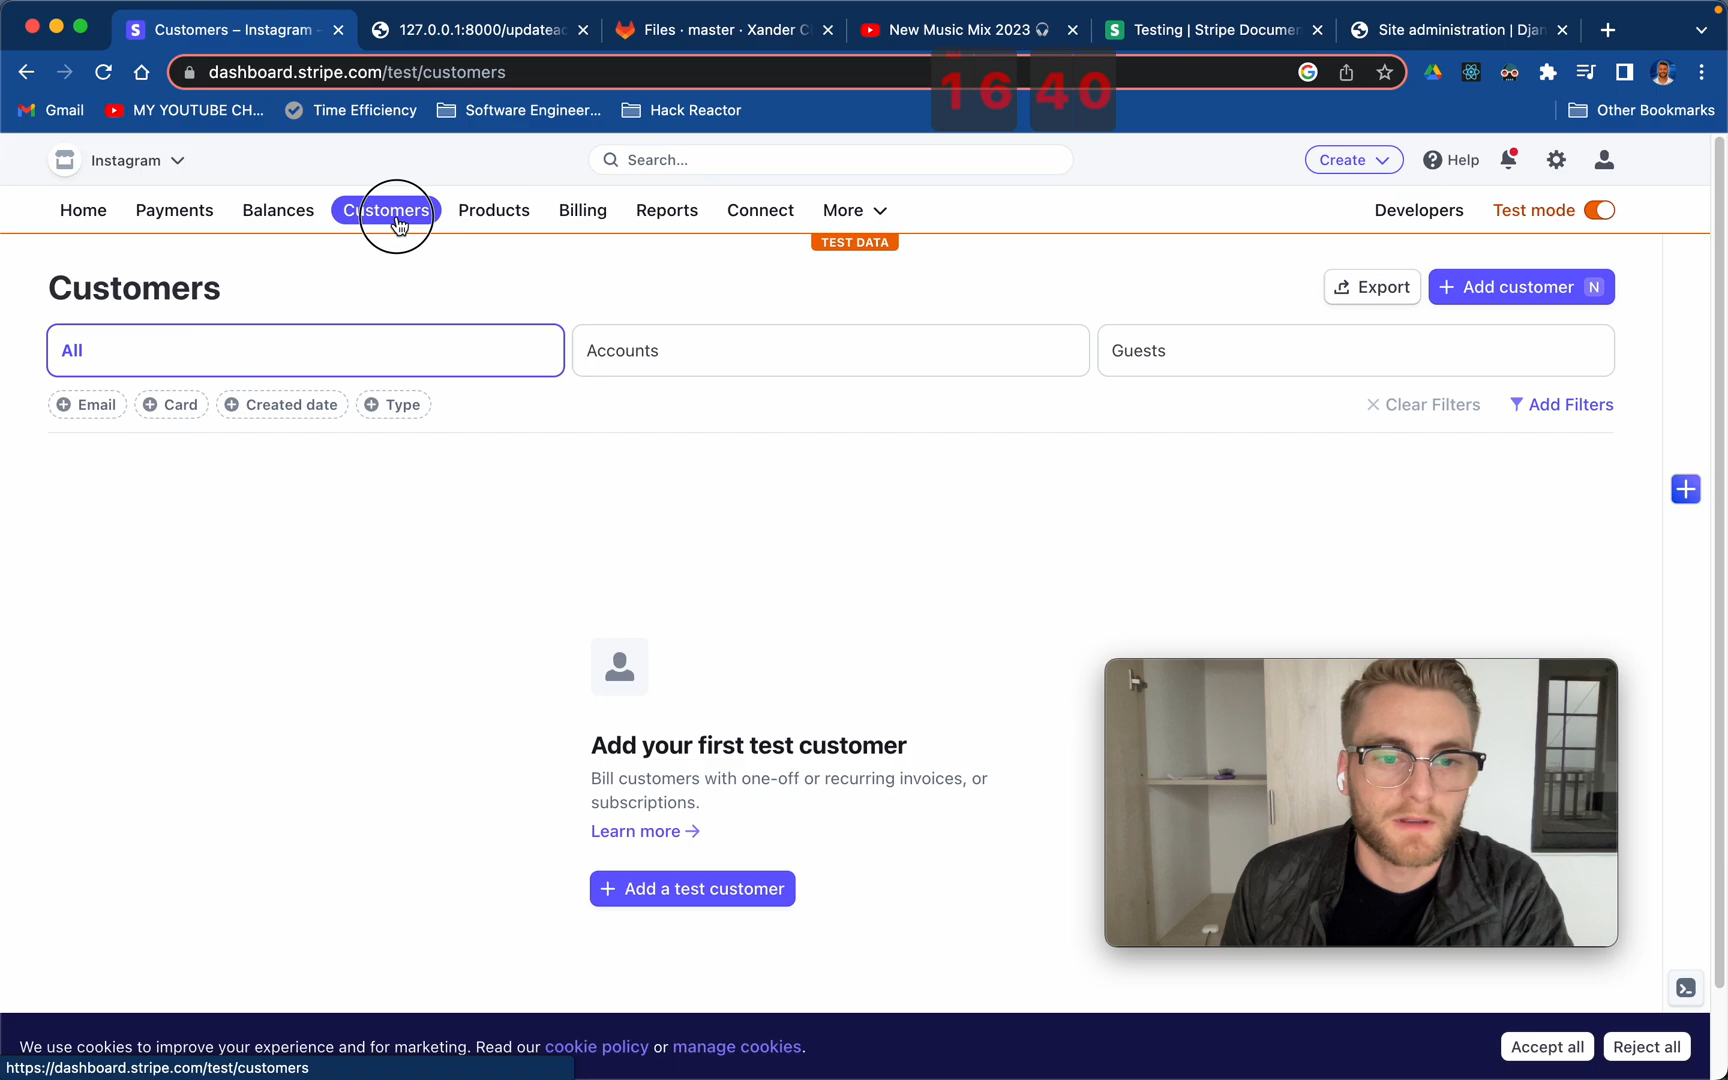 Customers – Instagram -
127.0.0.1:8000/updatead
Files · master · Xander C
New Music Mix 2023
Testing | Stripe Documen
Site administration | Djan
dashboard.stripe.com/test/customers
16 40
Gmail
MY YOUTUBE CH...
Time Efficiency
Software Engineer...
Hack Reactor
Other Bookmarks
Instagram
Search...
Create
Help
Home
Payments
Balances
Customers
Products
Billing
Reports
Connect
More
Developers
Test mode
TEST DATA
Customers
Export
Add customer N
All
Accounts
Guests
Email
Card
Created date
Type
Clear Filters
Add Filters
Add your first test customer
Bill customers with one-off or recurring invoices, or
subscriptions.
Learn more →
Add a test customer
We use cookies to improve your experience and for marketing. Read our cookie policy or manage cookies.
Accept all
Reject all
https://dashboard.stripe.com/test/customers